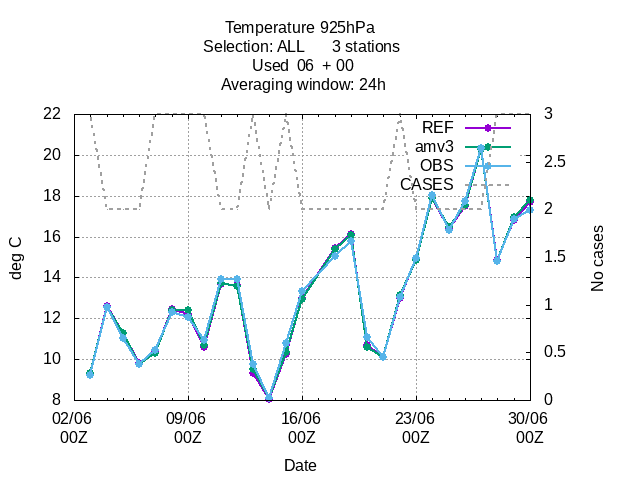 Temperature 925hPa
Selection: ALL 3 stations
Used 06 + 00
Averaging window: 24h
22
20
18
16
14
12
10
8
deg C
3
2.5
2
1.5
1
0.5
0
No cases
REF
amv3
OBS
CASES
02/06 09/06 16/06 23/06 30/06
00Z 00Z 00Z 00Z 00Z
Date